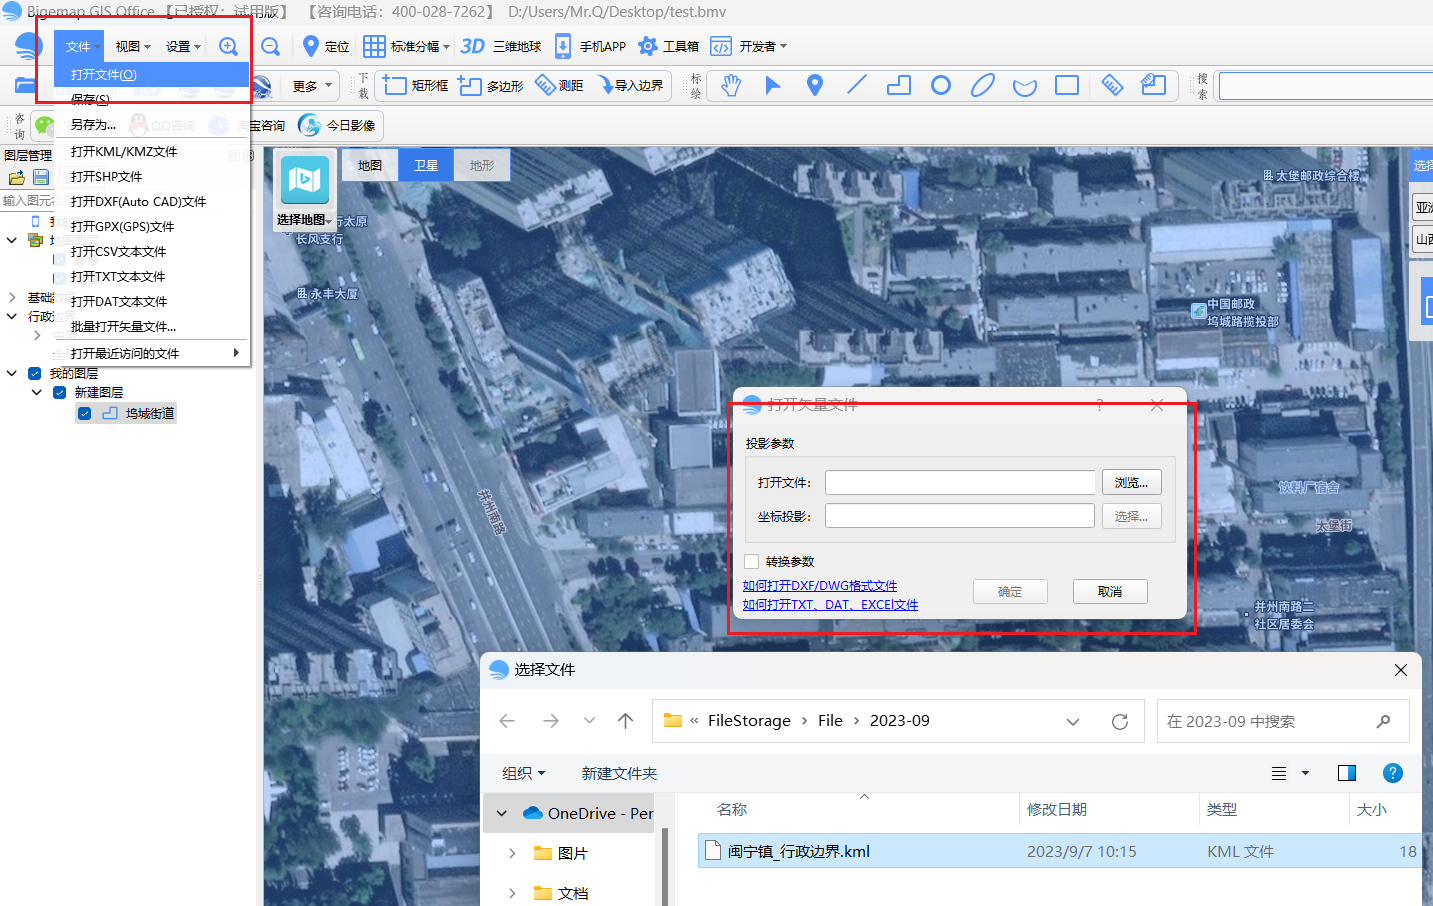 Bigemap GIS Office 【已授权：试用版】 【咨询电话：400-028-7262】 D:/Users/Mr.Q/Desktop/test.bmv
文件 视图 设置 定位 标准分幅 3D 三维地球 手机APP 工具箱 开发者
打开文件(O) 更多 下载 矩形框 多边形 测距 导入边界 标绘 搜索
保存(S)
咨询 QQ咨询 淘宝咨询 今日影像
另存为...
图层管理
打开KML/KMZ文件
打开SHP文件
打开DXF(Auto CAD)文件
打开GPX(GPS)文件
打开CSV文本文件
打开TXT文本文件
打开DAT文本文件
批量打开矢量文件...
打开最近访问的文件
输入图元名
基础数
行政边界
我的图层
新建图层
坞城街道
地图 卫星 地形
选择地图
行太原
长风支行
永丰大厦
太堡邮政综合楼
选择
亚洲
山西
中国邮政
坞城路揽投部
饮料厂宿舍
太堡街
并州南路
并州南路二
社区居委会
打开矢量文件 ?
投影参数
打开文件： 浏览...
坐标投影： 选择...
转换参数
如何打开DXF/DWG格式文件
如何打开TXT、DAT、EXCEl文件
确定 取消
选择文件
« FileStorage › File › 2023-09
在 2023-09 中搜索
组织 新建文件夹
OneDrive - Per
图片
文档
名称 修改日期 类型 大小
闽宁镇_行政边界.kml 2023/9/7 10:15 KML 文件 18